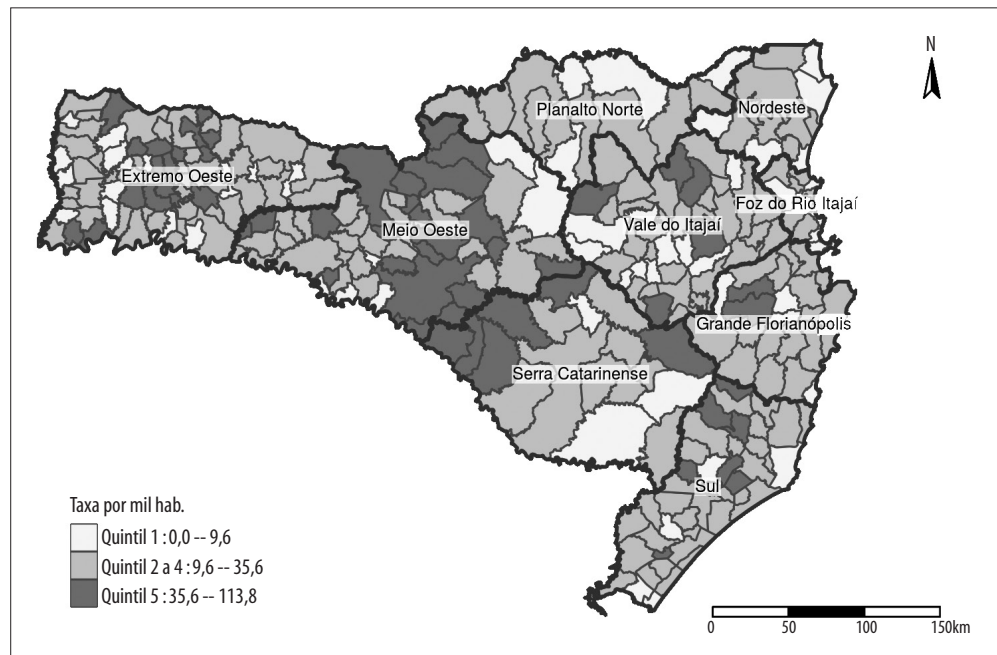 N
Planalto Norte
Nordeste
Extremo Oeste
Foz do Rio Itajaí
Vale do Itajaí
Meio Oeste
Grande Florianópolis
Serra Catarinense
Sul
Taxa por mil hab.
Quintil 1 : 0,0 -- 9,6
Quintil 2 a 4 : 9,6 -- 35,6
Quintil 5 : 35,6 -- 113,8
0 50 100 150km